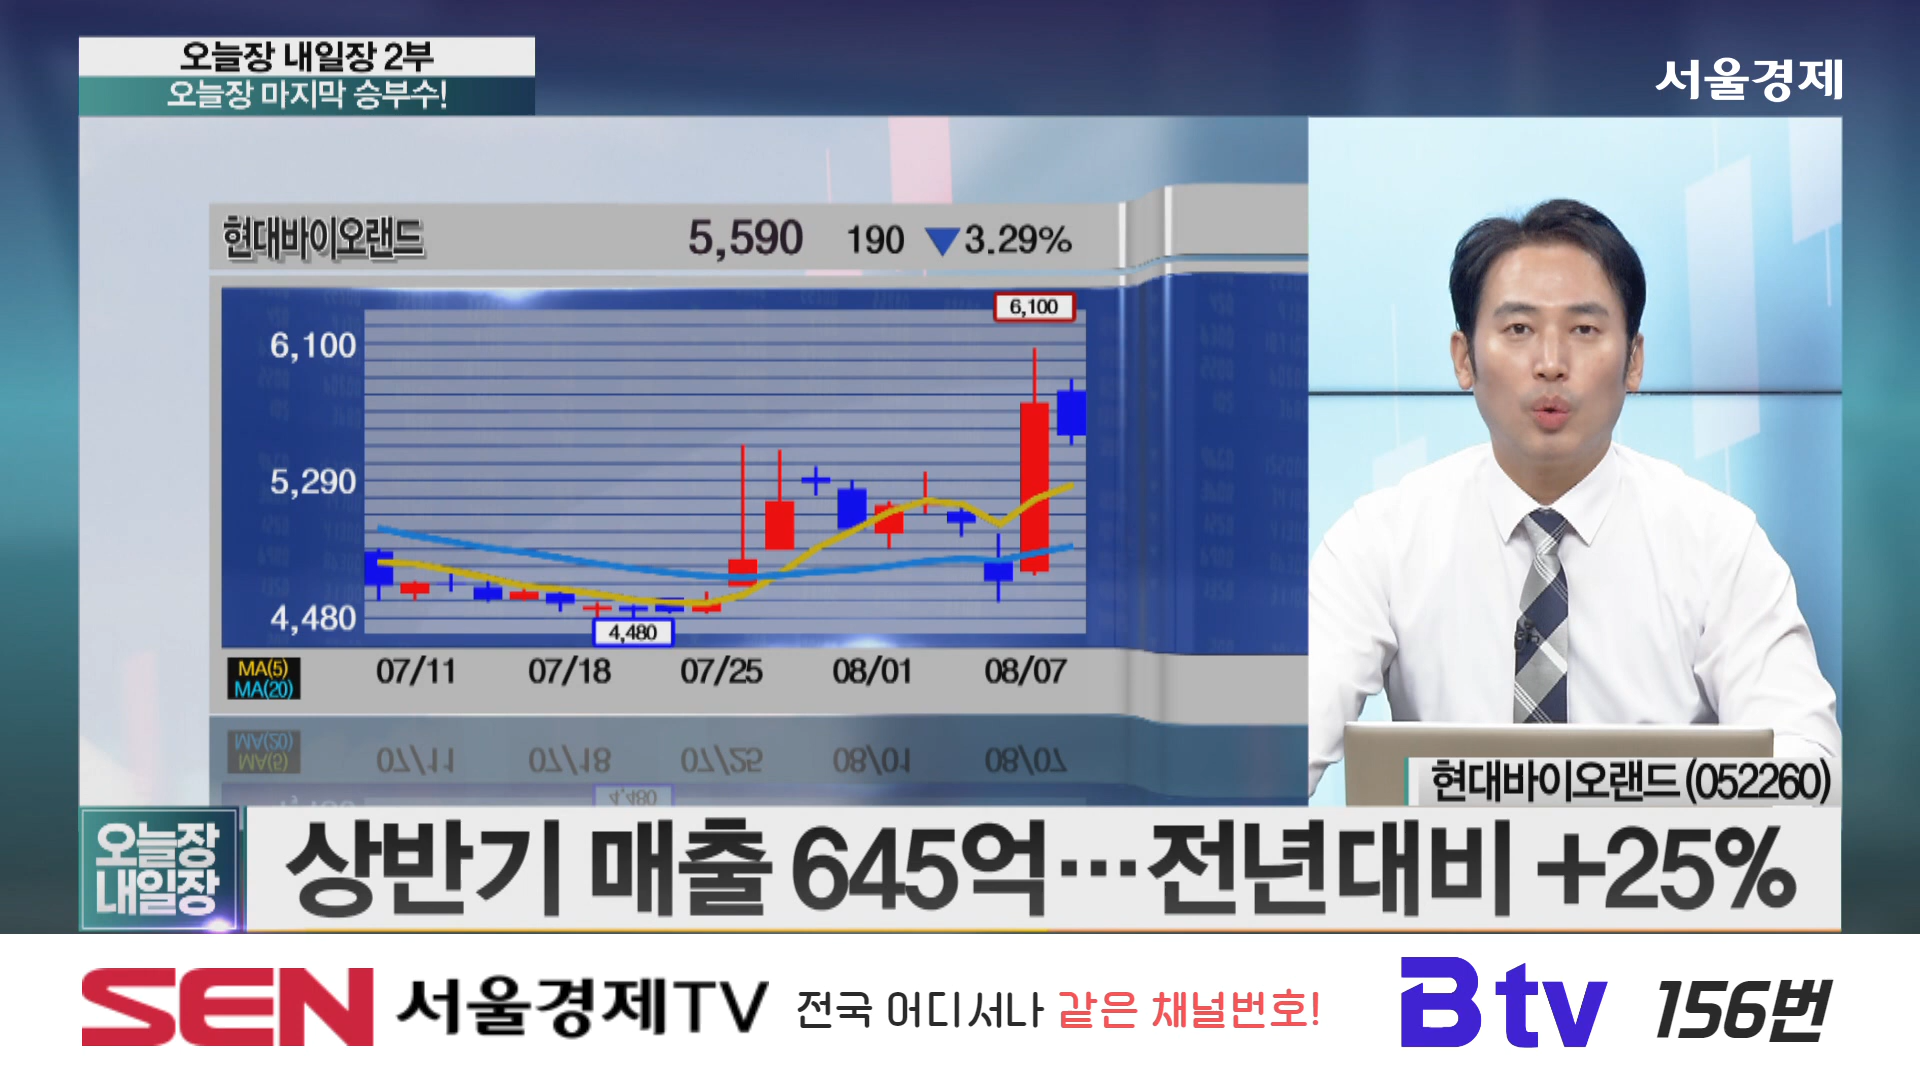 오늘장 내일장 2부
오늘장 마지막 승부수!
서울경제
현대바이오랜드 5,590 190 ▼3.29%
6,100
6,100
5,290
4,480
4,480
MA(5)
MA(20)
07/11 07/18 07/25 08/01 08/07
현대바이오랜드(052260)
오늘장
내일장
상반기 매출 645억…전년대비 +25%
SEN 서울경제TV 전국 어디서나 같은 채널번호! B tv 156번